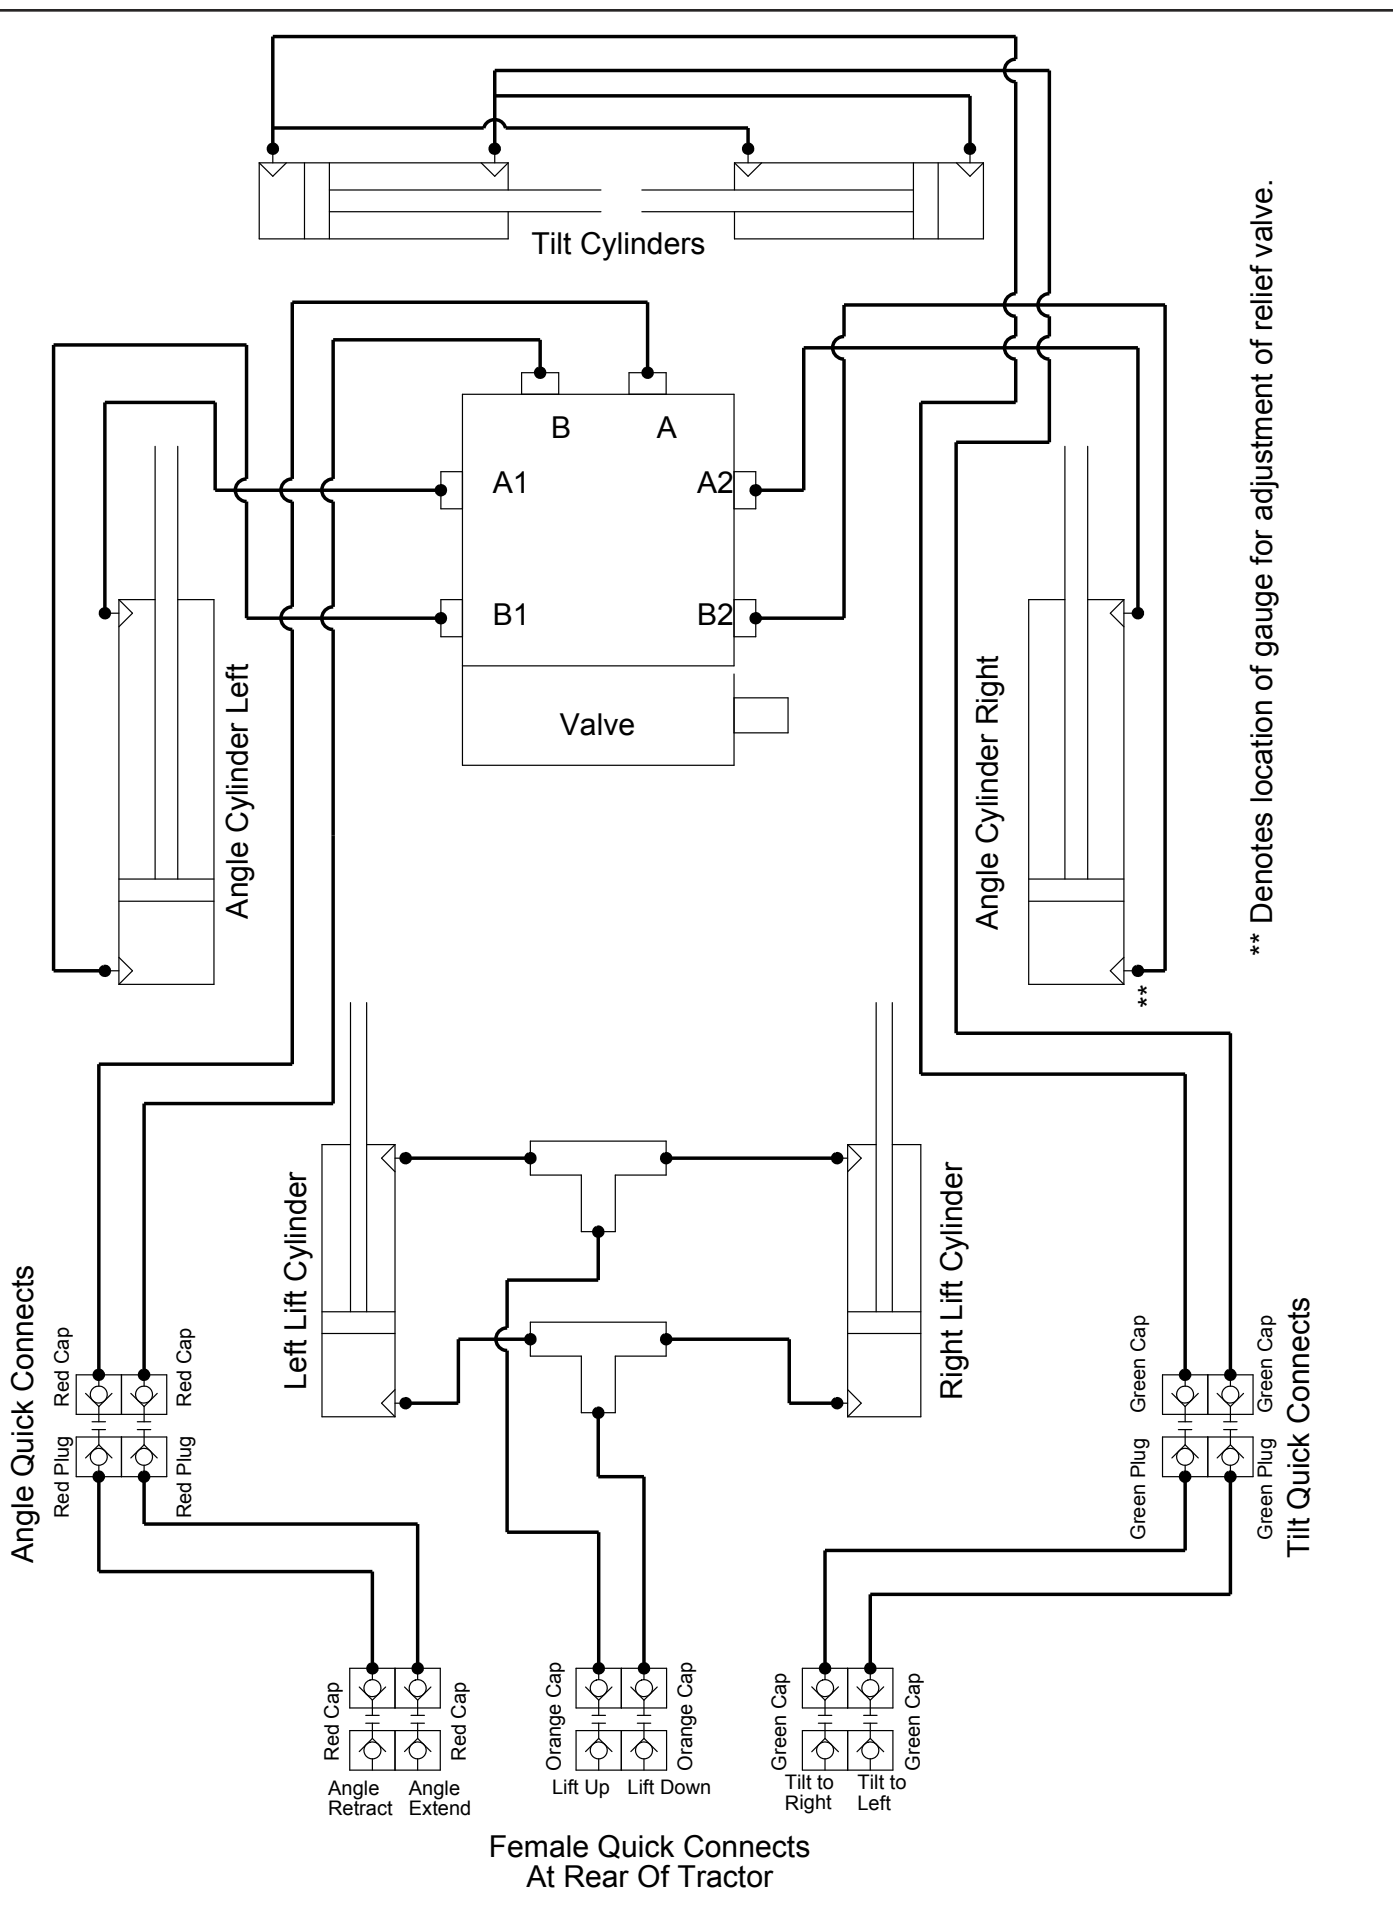 Tilt Cylinders
** Denotes location of gauge for adjustment of relief valve.
B
A
A1
A2
B1
B2
Valve
Angle Cylinder Left
Angle Cylinder Right
**
Left Lift Cylinder
Right Lift Cylinder
Angle Quick Connects
Red Cap
Red Cap
Red Plug
Red Plug
Green Cap
Green Cap
Green Plug
Green Plug
Tilt Quick Connects
Red Cap
Red Cap
Orange Cap
Orange Cap
Green Cap
Green Cap
Angle
Retract
Angle
Extend
Lift Up
Lift Down
Tilt to
Right
Tilt to
Left
Female Quick Connects
At Rear Of Tractor